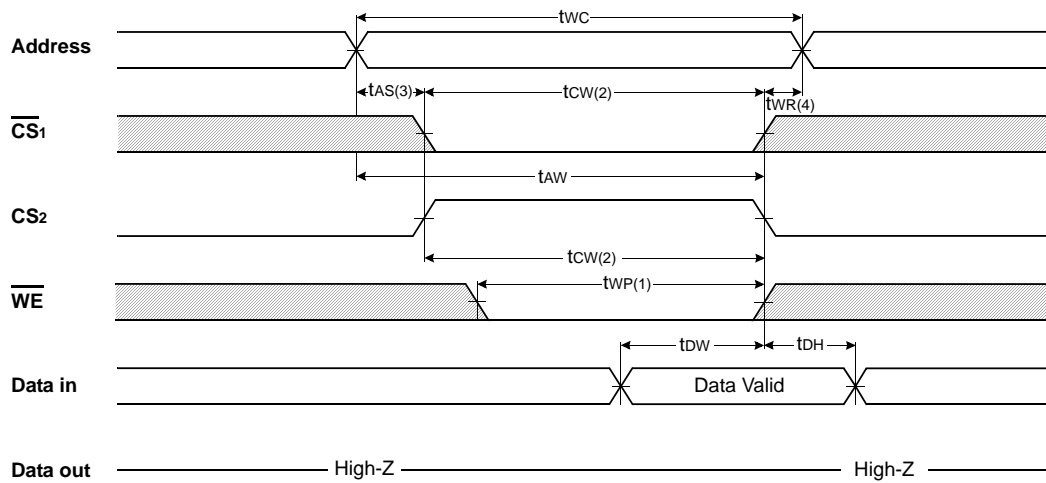 tWC
Address
tAS(3) tCW(2) tWR(4)
CS1
tAW
CS2
tCW(2)
tWP(1)
WE
tDW tDH
Data in Data Valid
Data out High-Z High-Z